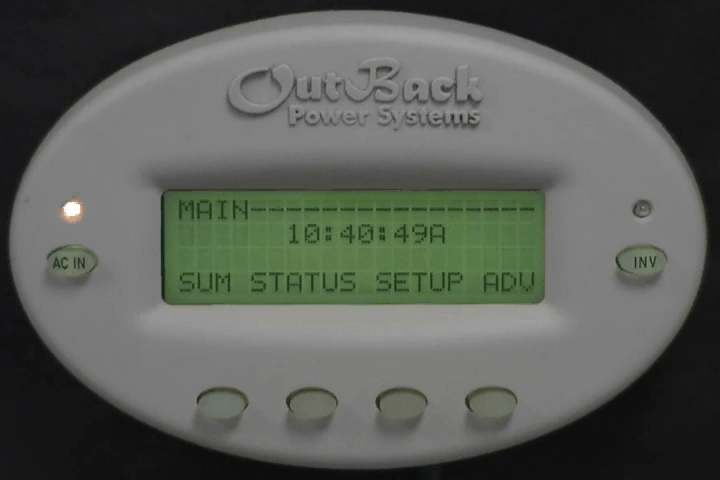 OutBack
Power Systems
MAIN---------------
10:40:49A
AC IN
INV
SUM STATUS SETUP ADV